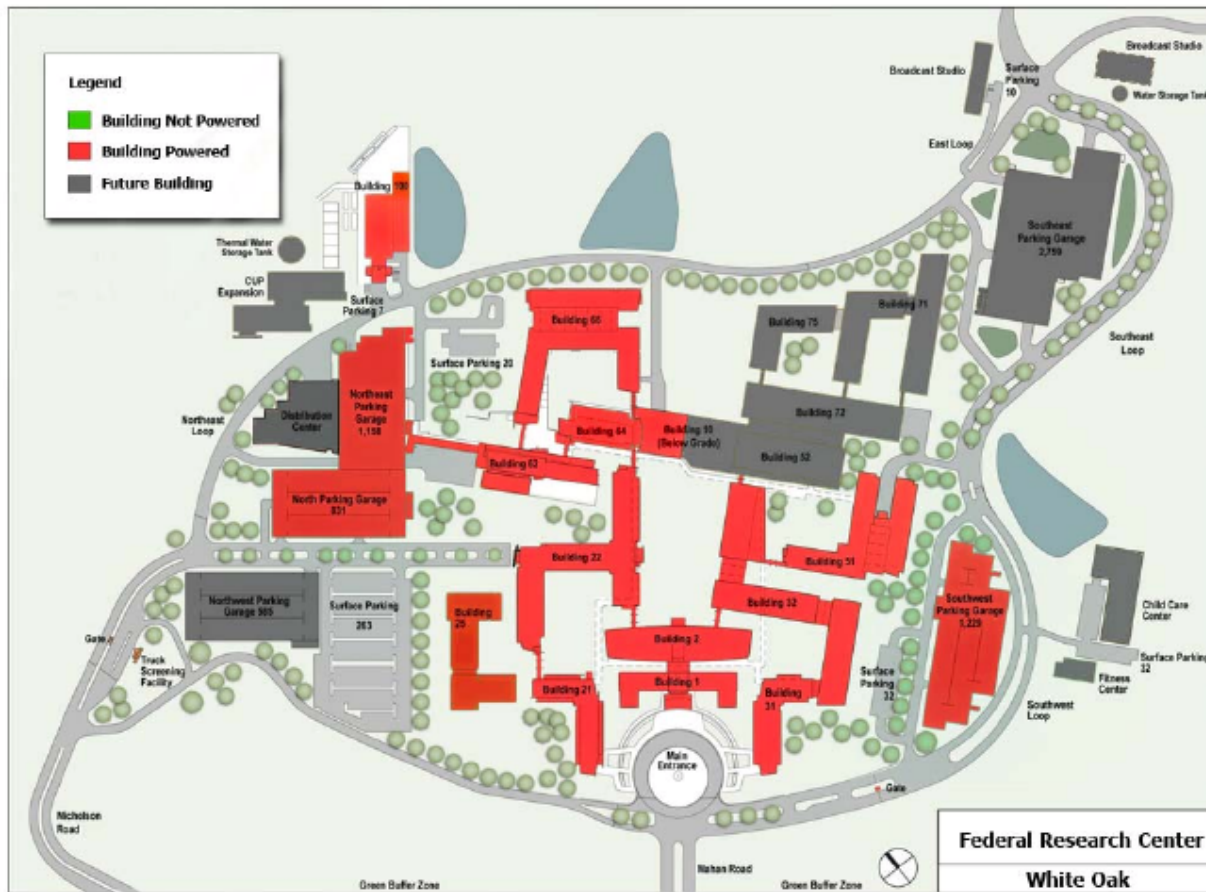 Legend
Building Not Powered
Building Powered
Future Building
Broadcast Studio
Surface
Parking
10
Broadcast Studio
Water Storage Tank
East Loop
Building 100
Southeast
Parking Garage
2,759
Thermal Water
Storage Tank
CUP
Expansion
Surface
Parking 7
Building 66
Building 75
Building 71
Southeast
Loop
Surface Parking 20
Northeast
Parking
Garage
1,158
Distribution
Center
Northeast
Loop
Building 64
Building 50
(Below Grade)
Building 72
Building 52
Building 62
North Parking Garage
831
Building 22
Building 51
Northwest Parking
Garage 585
Surface Parking
263
Building
25
Building 32
Southwest
Parking Garage
1,229
Child Care
Center
Gate
Truck
Screening
Facility
Building 2
Surface Parking
32
Fitness
Center
Building 21
Building 1
Building
31
Surface
Parking
32
Southwest
Loop
Main
Entrance
Gate
Nicholson
Road
Mahan Road
Green Buffer Zone
Green Buffer Zone
Federal Research Center
White Oak